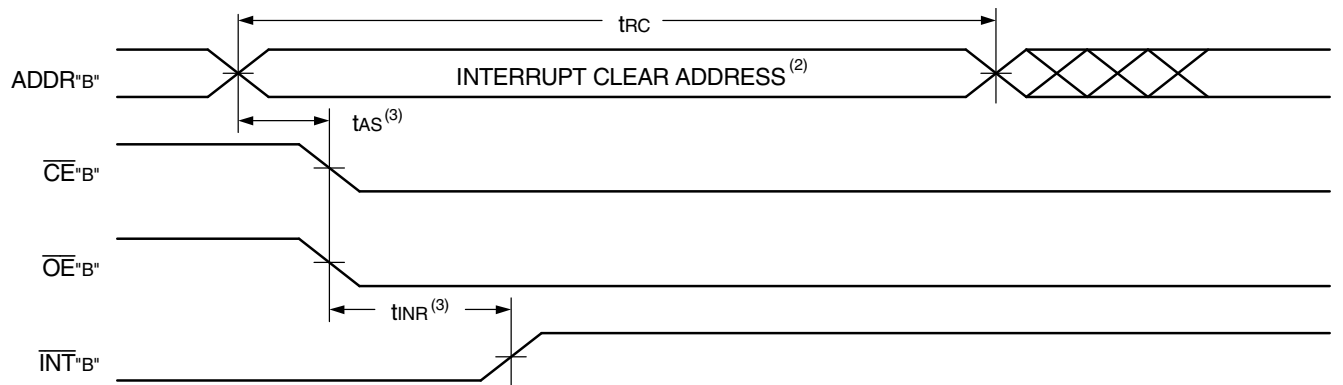 tRC
ADDR"B"
INTERRUPT CLEAR ADDRESS(2)
tAS(3)
CE"B"
OE"B"
tINR(3)
INT"B"